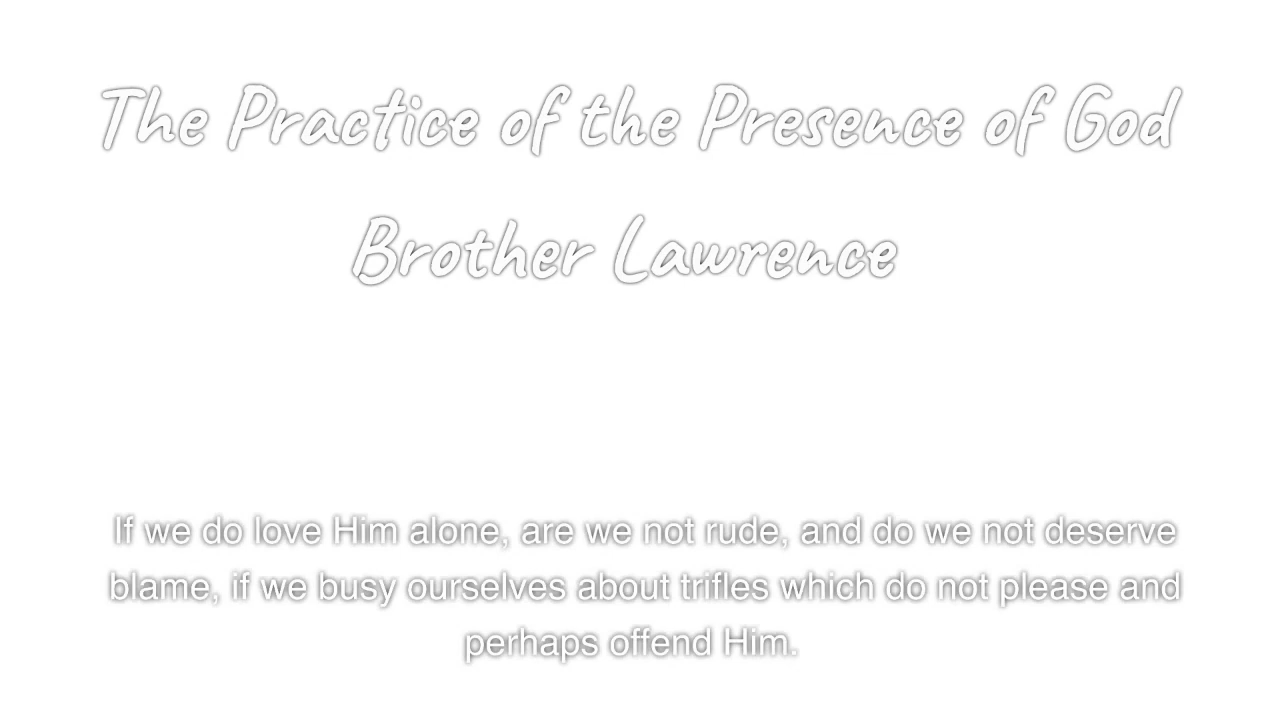 The Practice of the Presence of God
Brother Lawrence
If we do love Him alone, are we not rude, and do we not deserve
blame, if we busy ourselves about trifles which do not please and
perhaps offend Him.